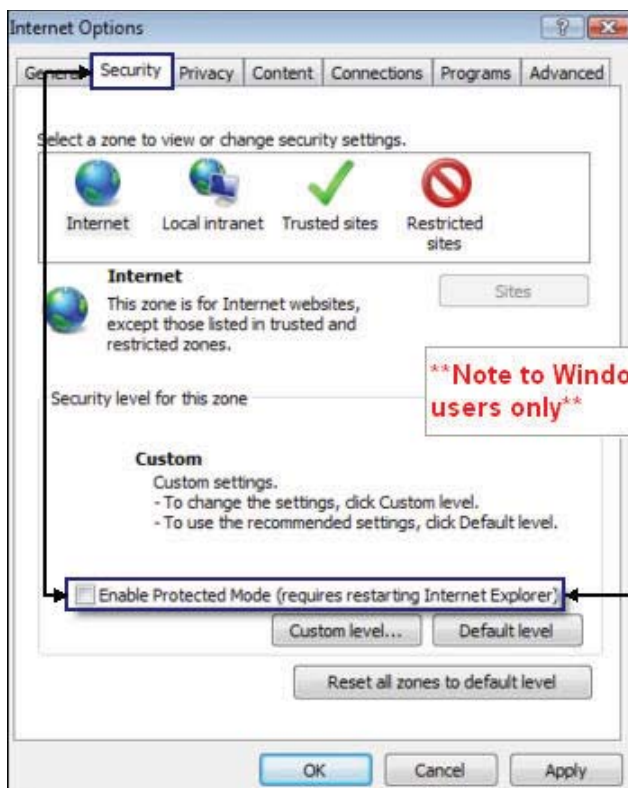 Internet Options
General Security Privacy Content Connections Programs Advanced
Select a zone to view or change security settings.
Internet Local intranet Trusted sites Restricted
sites
Internet
This zone is for Internet websites,
except those listed in trusted and
restricted zones.
Sites
**Note to Windo
users only**
Security level for this zone
Custom
Custom settings.
- To change the settings, click Custom level.
- To use the recommended settings, click Default level.
Enable Protected Mode (requires restarting Internet Explorer)
Custom level... Default level
Reset all zones to default level
OK Cancel Apply